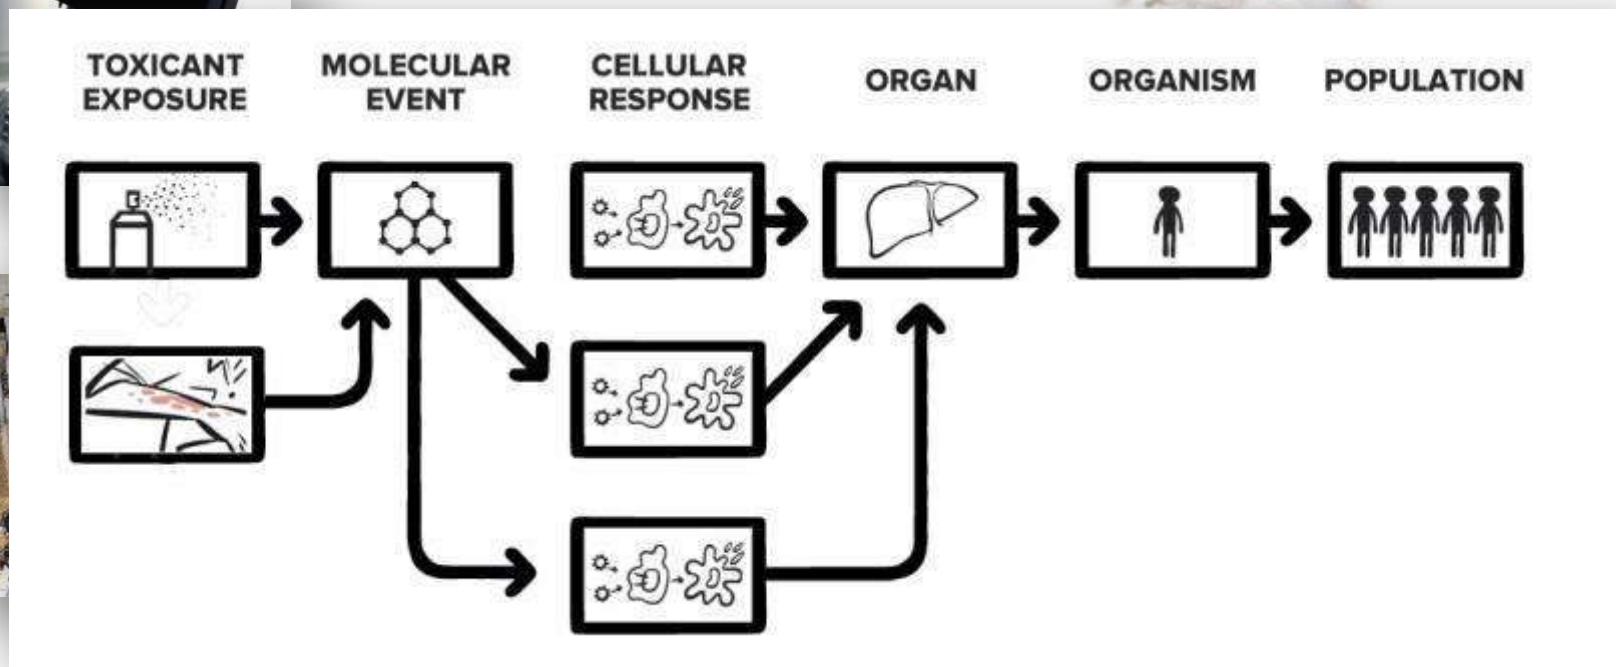 TOXICANT
EXPOSURE
MOLECULAR
EVENT
CELLULAR
RESPONSE
ORGAN
ORGANISM
POPULATION